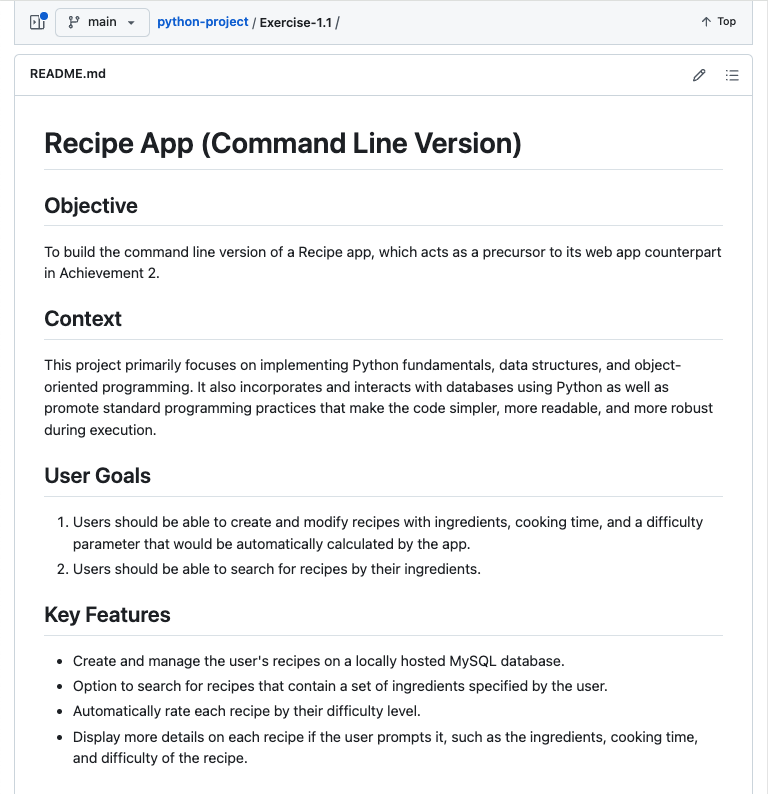 main
python-project / Exercise-1.1 /
Top
README.md
Recipe App (Command Line Version)
Objective
To build the command line version of a Recipe app, which acts as a precursor to its web app counterpart
in Achievement 2.
Context
This project primarily focuses on implementing Python fundamentals, data structures, and object-
oriented programming. It also incorporates and interacts with databases using Python as well as
promote standard programming practices that make the code simpler, more readable, and more robust
during execution.
User Goals
1. Users should be able to create and modify recipes with ingredients, cooking time, and a difficulty
parameter that would be automatically calculated by the app.
2. Users should be able to search for recipes by their ingredients.
Key Features
• Create and manage the user's recipes on a locally hosted MySQL database.
• Option to search for recipes that contain a set of ingredients specified by the user.
• Automatically rate each recipe by their difficulty level.
• Display more details on each recipe if the user prompts it, such as the ingredients, cooking time,
and difficulty of the recipe.